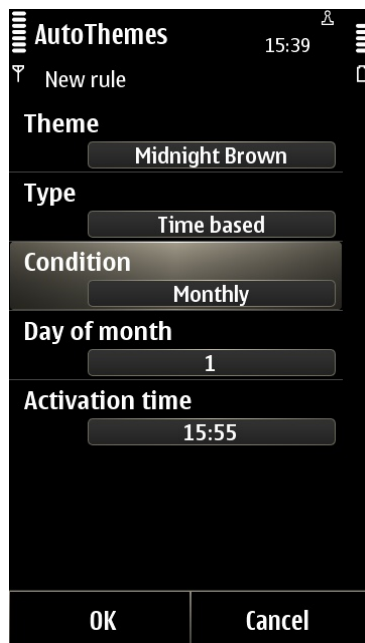 AutoThemes
15:39
New rule
Theme
Midnight Brown
Type
Time based
Condition
Monthly
Day of month
1
Activation time
15:55
OK
Cancel